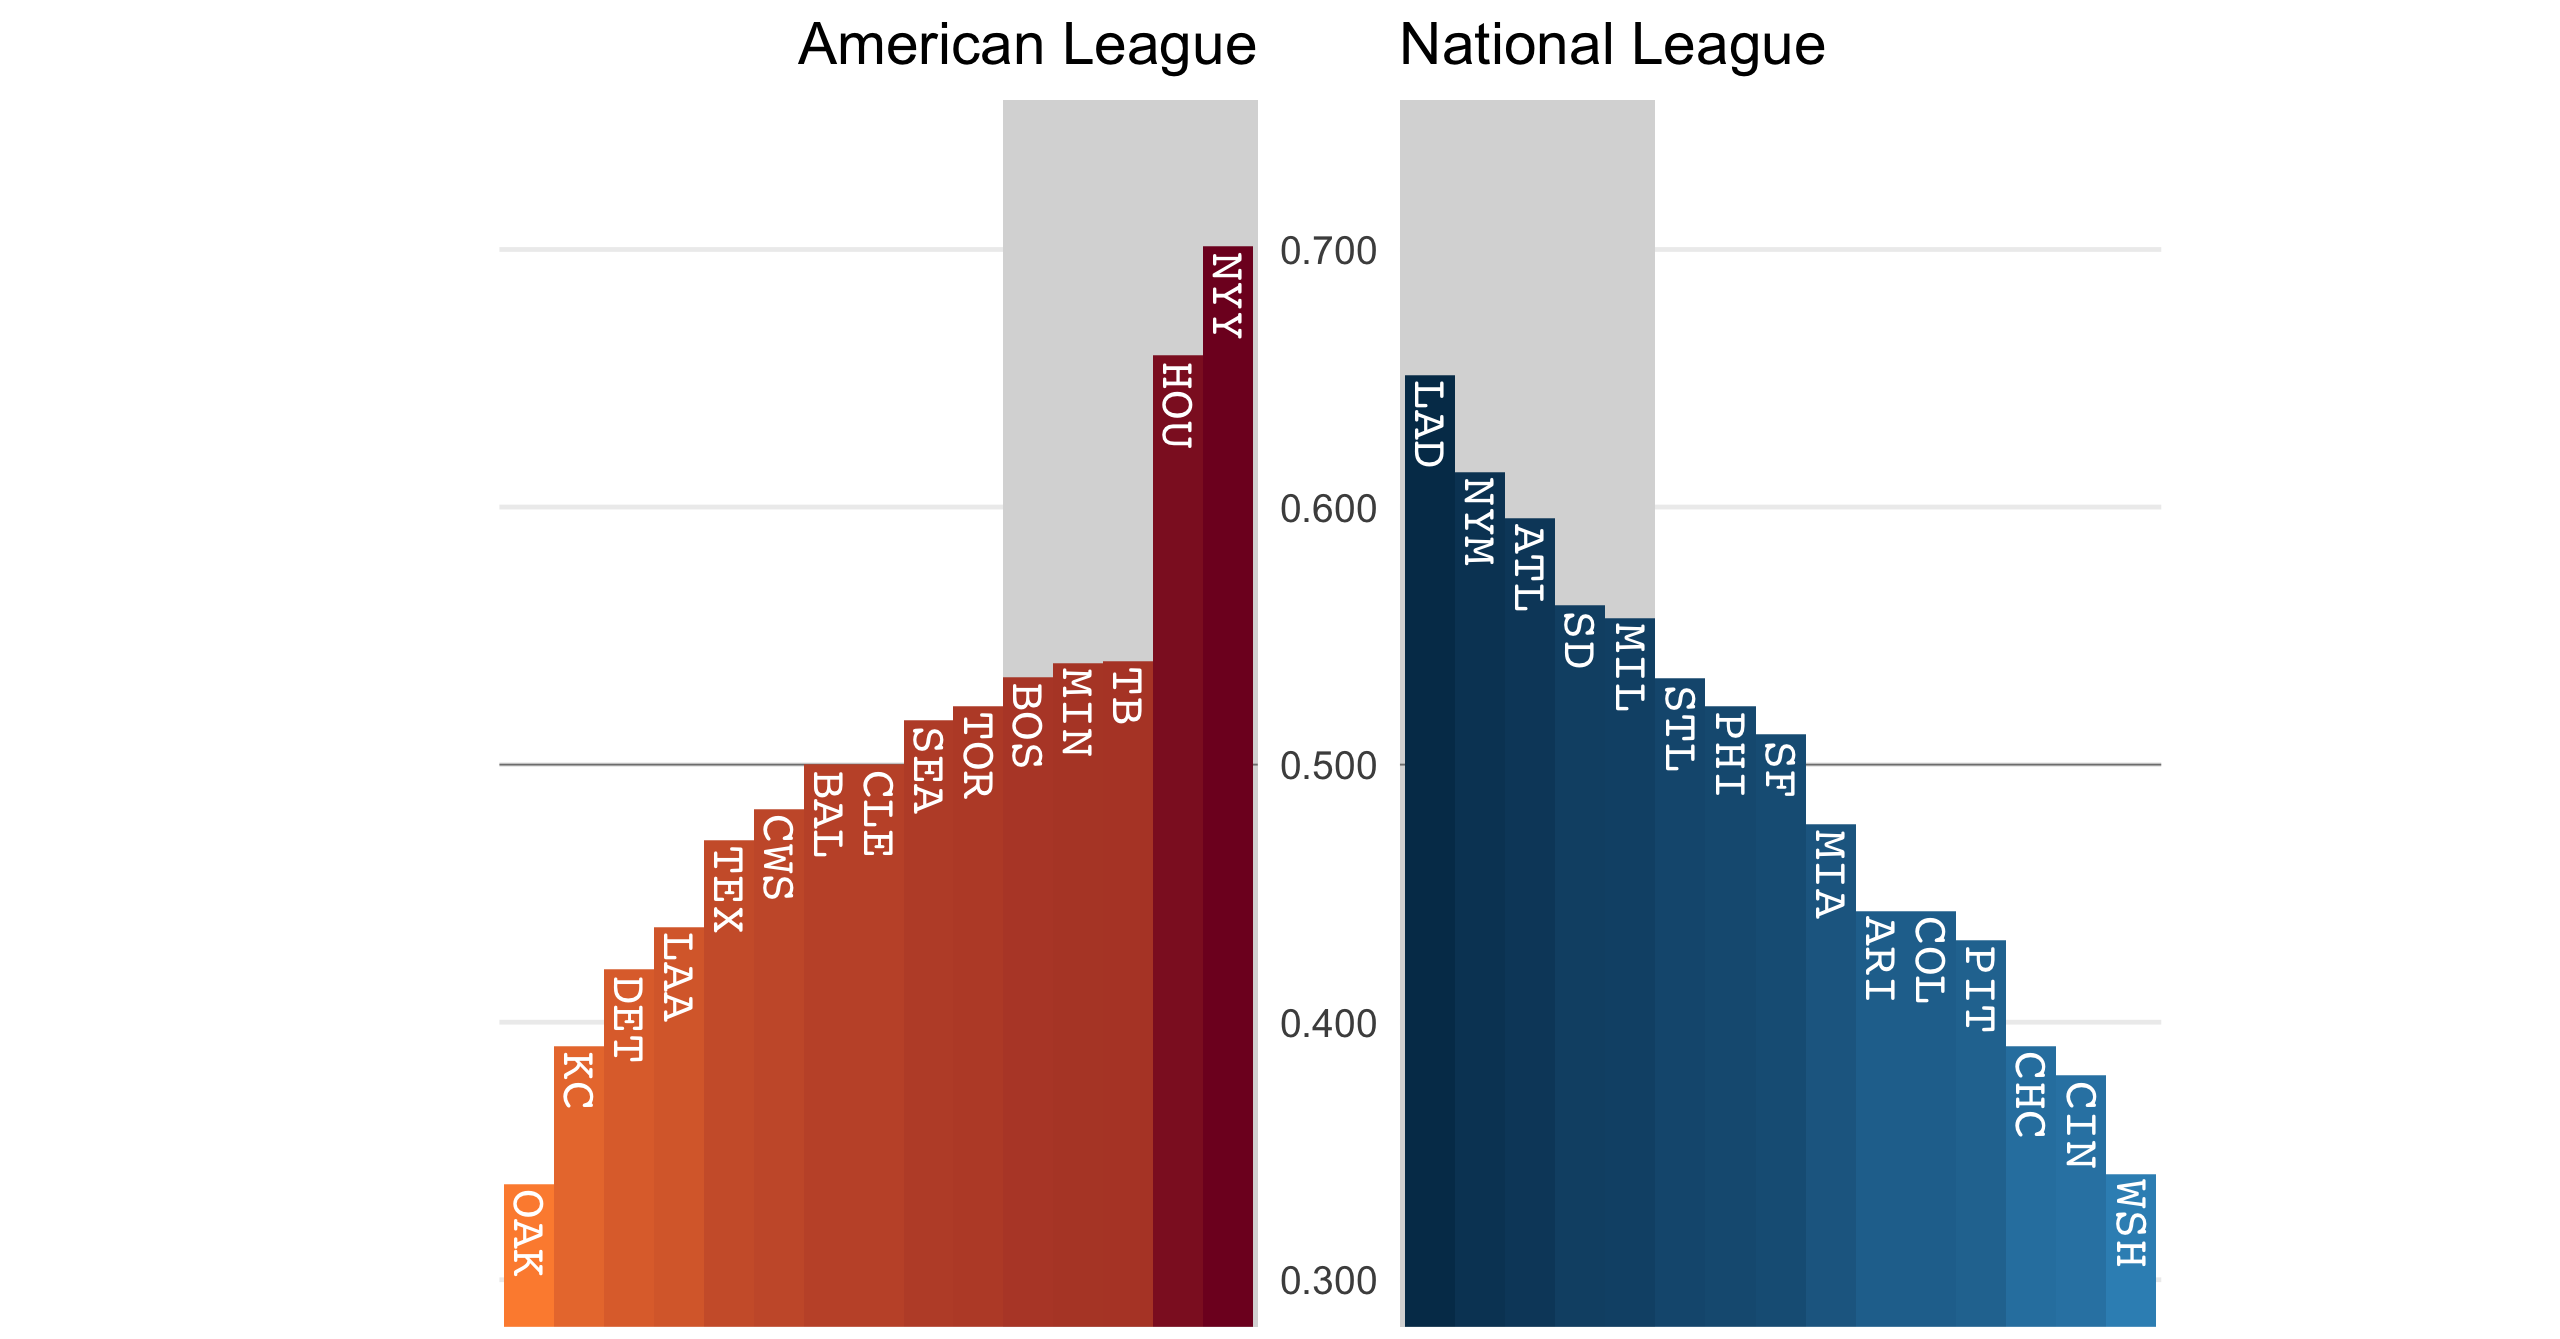 American League
National League
0.700
0.600
0.500
0.400
0.300
OAK
KC
DET
LAA
TEX
CWS
BAL
CLE
SEA
TOR
BOS
MIN
TB
HOU
NYY
LAD
NYM
ATL
SD
MIL
STL
PHI
SF
MIA
ARI
COL
PIT
CHC
CIN
WSH